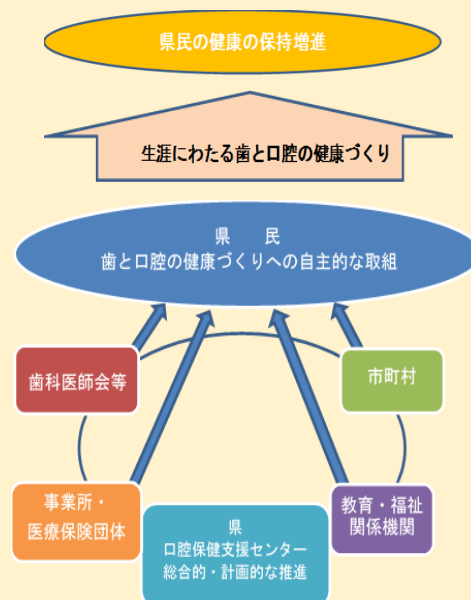 県民の健康の保持増進
生涯にわたる歯と口腔の健康づくり
県　　民
歯と口腔の健康づくりへの自主的な取組
歯科医師会等
市町村
事業所・
医療保険団体
教育・福祉
関係機関
県
口腔保健支援センター
総合的・計画的な推進